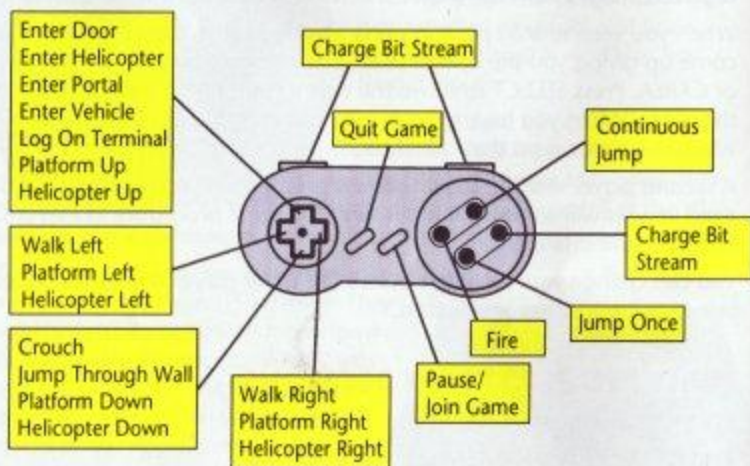 Enter Door
Enter Helicopter
Enter Portal
Enter Vehicle
Log On Terminal
Platform Up
Helicopter Up
Charge Bit Stream
Quit Game
Continuous
Jump
Walk Left
Platform Left
Helicopter Left
Charge Bit
Stream
Jump Once
Fire
Crouch
Jump Through Wall
Platform Down
Helicopter Down
Walk Right
Platform Right
Helicopter Right
Pause/
Join Game